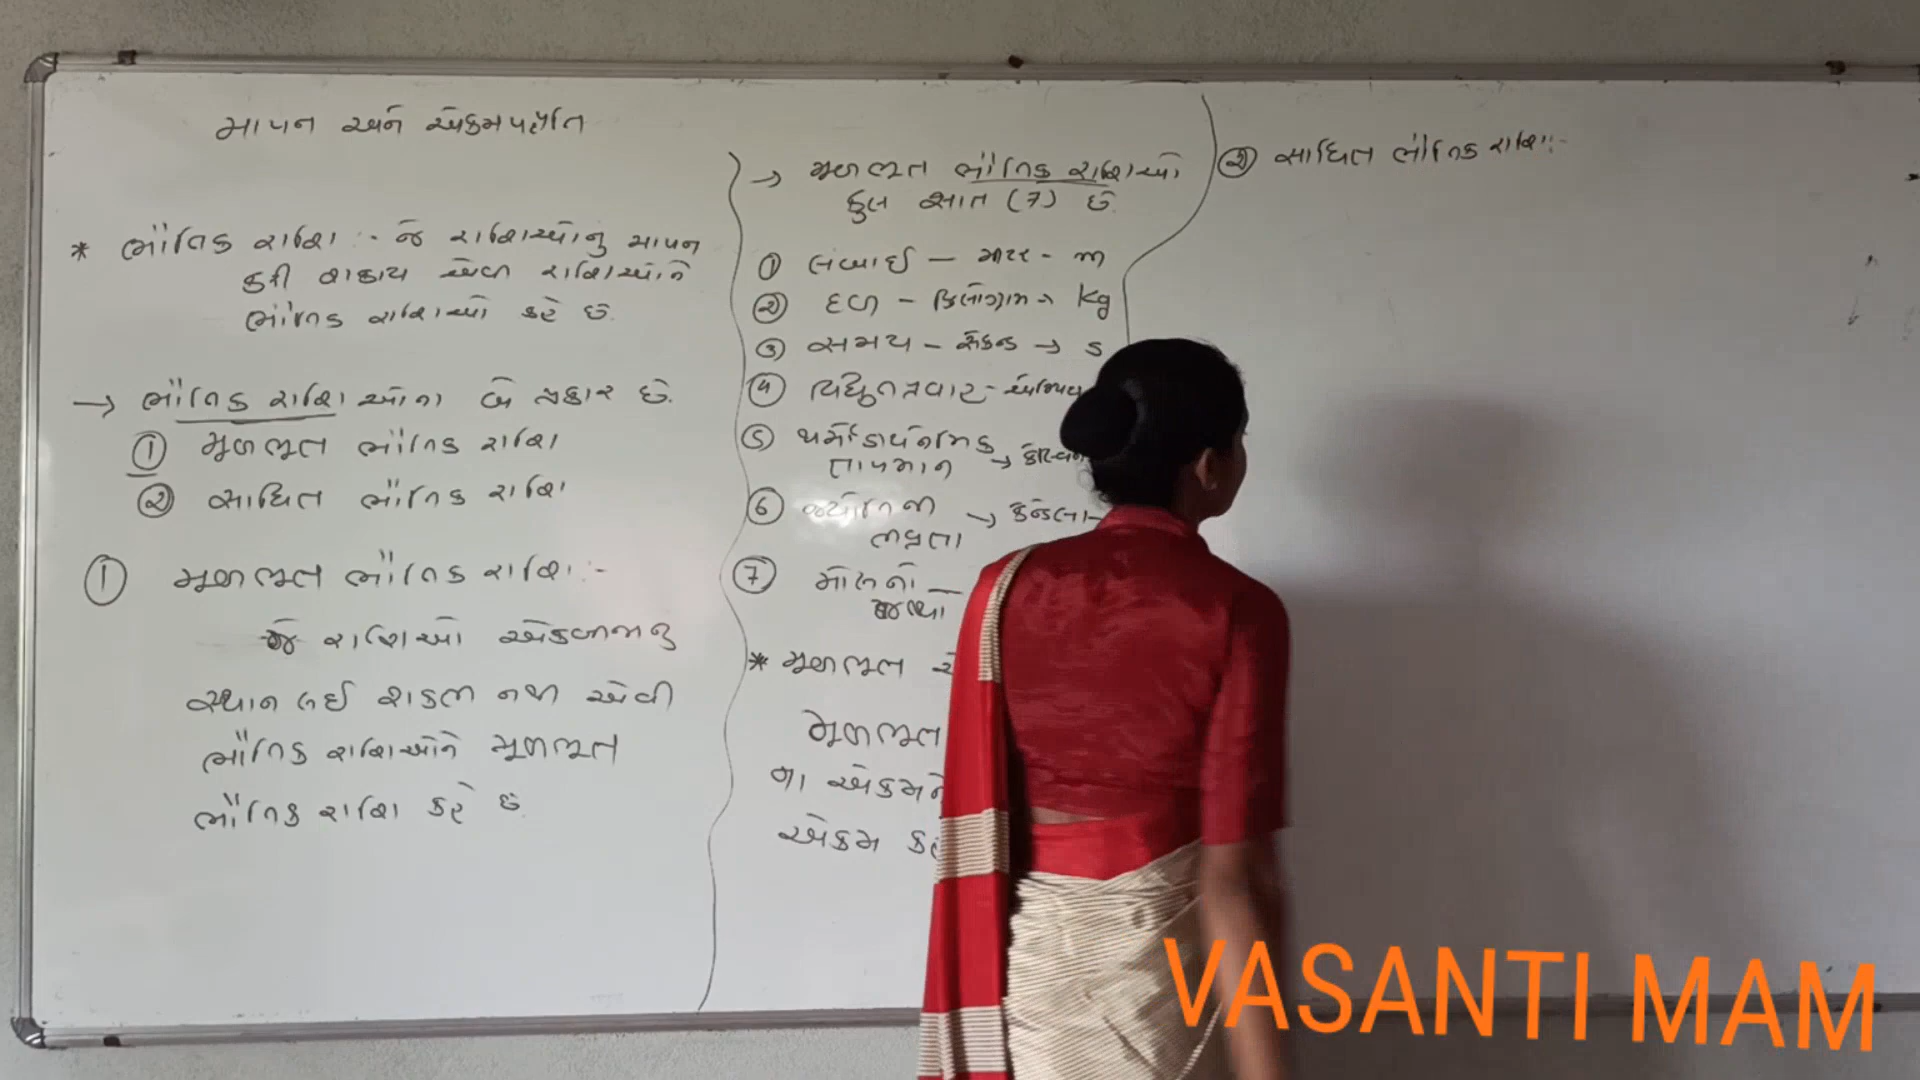 માપન અને એકમપદ્ધતિ
* ભૌતિક રાશિ :- જે રાશિઓનું માપન
કરી શકાય એવી રાશિઓને
ભૌતિક રાશિઓ કહે છે.
→ ભૌતિક રાશિઓના બે પ્રકાર છે.
① મૂળભૂત ભૌતિક રાશિ
② સાધિત ભૌતિક રાશિ
① મૂળભૂત ભૌતિક રાશિ :-
જે રાશિઓ એકબીજાનું
સ્થાન લઈ શકતી નથી એવી
ભૌતિક રાશિઓને મૂળભૂત
ભૌતિક રાશિ કહે છે.
→ મૂળભૂત ભૌતિક રાશિઓ
કુલ સાત (7) છે.
① લંબાઈ – મીટર - m
② દળ – કિલોગ્રામ → kg
③ સમય – સેકન્ડ → s
④ વિદ્યુતપ્રવાહ -
⑤ થર્મોડાયનેમિક
તાપમાન →
⑥ જ્યોતિની → કેન્ડેલા
તીવ્રતા
⑦ મોલનો –
જથ્થો
* મૂળભૂત
મૂળભૂત
ના એકમને
એકમ
② સાધિત ભૌતિક રાશિ :-
VASANTI MAM